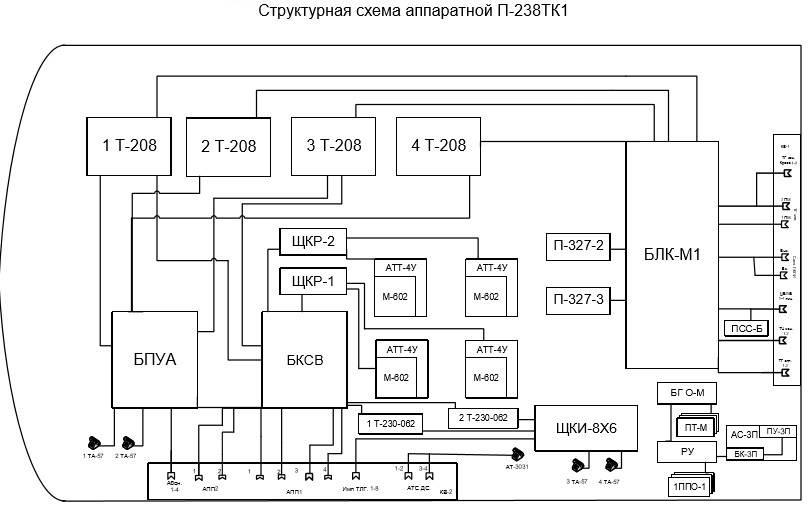 Структурная схема аппаратной П-238ТК1
1 Т-208
2 Т-208
3 Т-208
4 Т-208
ЩКР-2
ЩКР-1
АТТ-4У
М-602
АТТ-4У
М-602
АТТ-4У
М-602
АТТ-4У
М-602
П-327-2
П-327-3
БЛК-М1
ПСС-Б
БПУА
БКСВ
1 Т-230-062
2 Т-230-062
ЩКИ-8Х6
БГ О-М
ПТ-М
РУ
1ППО-1
АС-3П
ПУ-3П
БК-3П
1 ТА-57
2 ТА-57
АТ-3031
3 ТА-57
4 ТА-57
1
2
1
2
3
4
1-2
3-4
Абон.
1-4
АПП2
АПП1
Имп ТЛГ. 1-8
АТС ДС
КВ-2